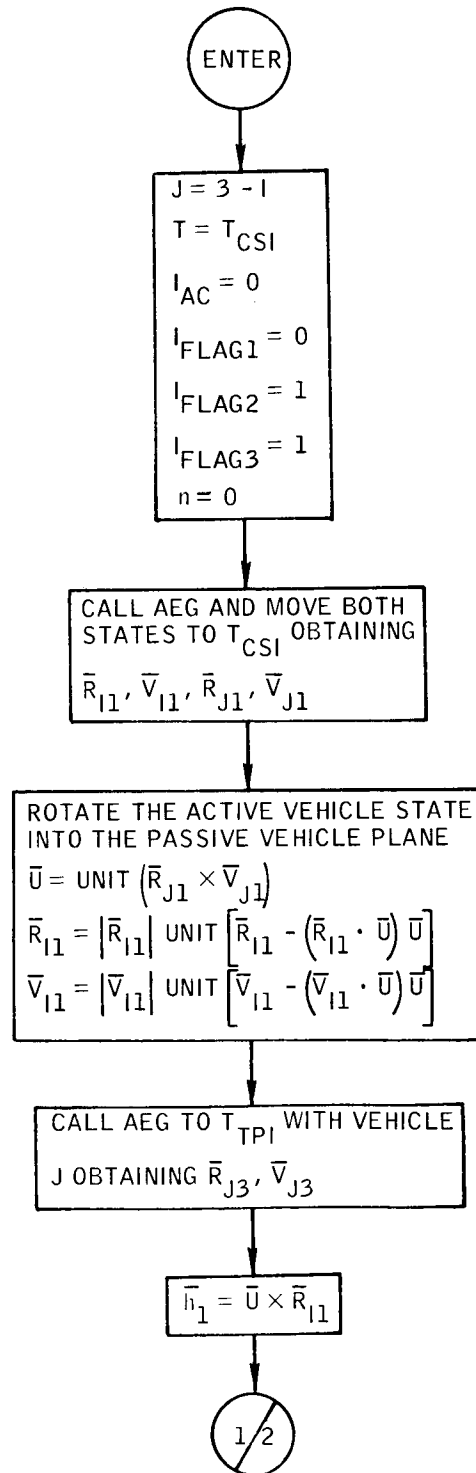 ENTER
J = 3 - I
T = T_CSI
I_AC = 0
I_FLAG1 = 0
I_FLAG2 = 1
I_FLAG3 = 1
n = 0
CALL AEG AND MOVE BOTH
STATES TO T_CSI OBTAINING
R̄_I1, V̄_I1, R̄_J1, V̄_J1
ROTATE THE ACTIVE VEHICLE STATE
INTO THE PASSIVE VEHICLE PLANE
Ū = UNIT (R̄_J1 × V̄_J1)
R̄_I1 = |R̄_I1| UNIT [R̄_I1 - (R̄_I1 · Ū) Ū]
V̄_I1 = |V̄_I1| UNIT [V̄_I1 - (V̄_I1 · Ū) Ū]
CALL AEG TO T_TPI WITH VEHICLE
J OBTAINING R̄_J3, V̄_J3
h̄_1 = Ū × R̄_I1
1/2